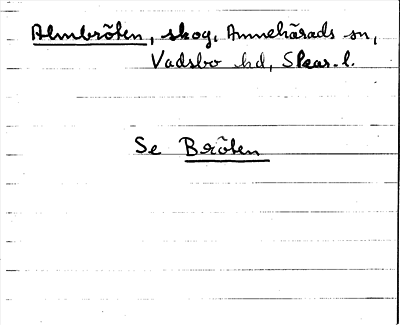 Almbröten, skog, Amnehärads sn,
Vadsbo hd, Skar. l.
Se Bröten